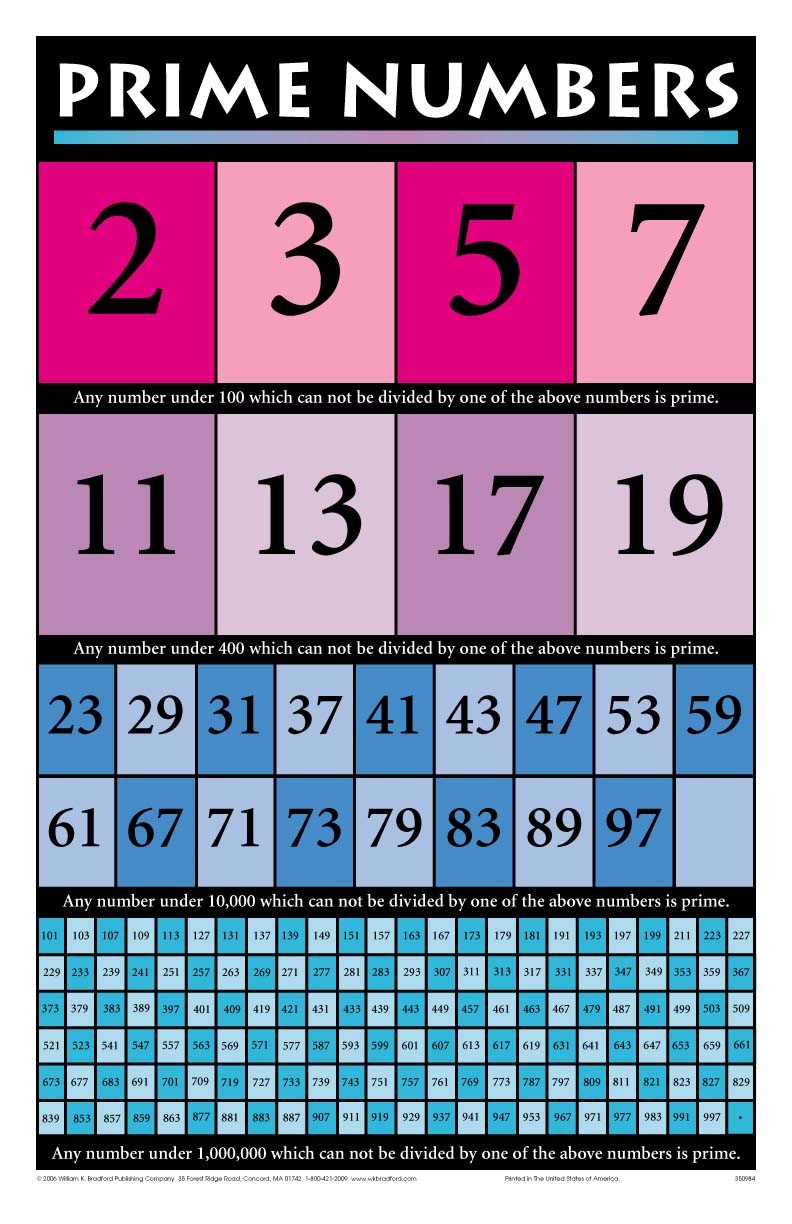 PRIME NUMBERS
2 3 5 7
Any number under 100 which can not be divided by one of the above numbers is prime.
11 13 17 19
Any number under 400 which can not be divided by one of the above numbers is prime.
23 29 31 37 41 43 47 53 59
61 67 71 73 79 83 89 97
Any number under 10,000 which can not be divided by one of the above numbers is prime.
101 103 107 109 113 127 131 137 139 149 151 157 163 167 173 179 181 191 193 197 199 211 223 227
229 233 239 241 251 257 263 269 271 277 281 283 293 307 311 313 317 331 337 347 349 353 359 367
373 379 383 389 397 401 409 419 421 431 433 439 443 449 457 461 463 467 479 487 491 499 503 509
521 523 541 547 557 563 569 571 577 587 593 599 601 607 613 617 619 631 641 643 647 653 659 661
673 677 683 691 701 709 719 727 733 739 743 751 757 761 769 773 787 797 809 811 821 823 827 829
839 853 857 859 863 877 881 883 887 907 911 919 929 937 941 947 953 967 971 977 983 991 997 •
Any number under 1,000,000 which can not be divided by one of the above numbers is prime.
© 2006 William K. Bradford Publishing Company 35 Forest Ridge Road, Concord, MA 01742 1-800-421-2009 www.wkbradford.com Printed in The United States of America. 350984